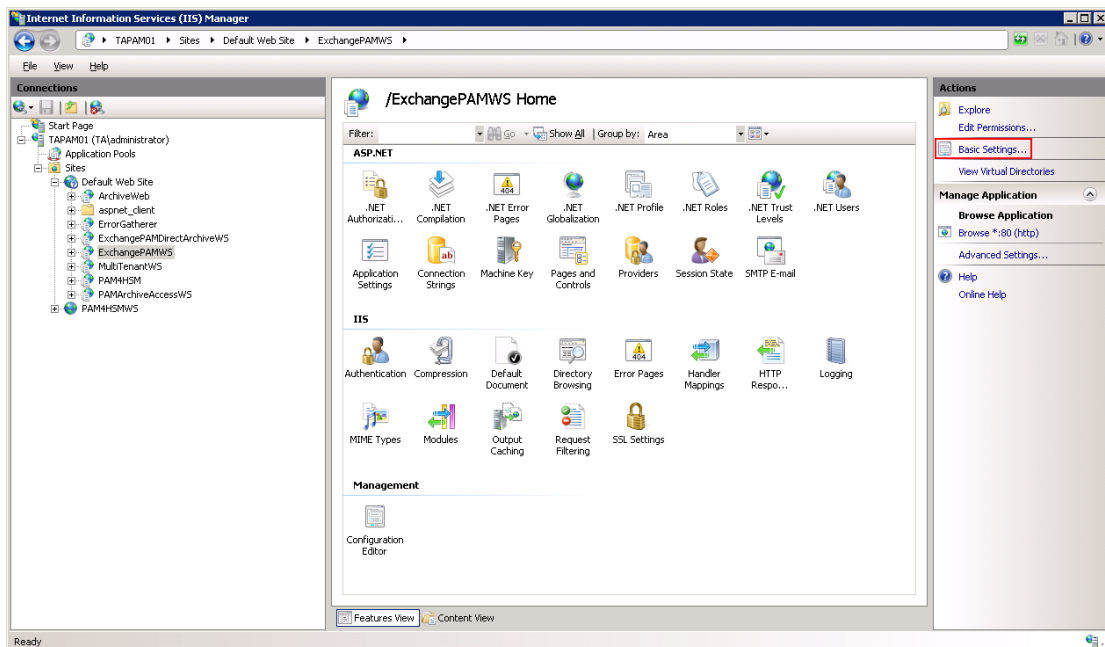 Internet Information Services (IIS) Manager
TAPAM01 Sites Default Web Site ExchangePAMWS
File View Help
Connections
Start Page
TAPAM01 (TA\administrator)
Application Pools
Sites
Default Web Site
ArchiveWeb
aspnet_client
ErrorGatherer
ExchangePAMDirectArchiveWS
ExchangePAMWS
MultiTenantWS
PAM4HSM
PAMArchiveAccessWS
PAM4HSMWS
/ExchangePAMWS Home
Filter: Go Show All Group by: Area
ASP.NET
.NET Authorizati...
.NET Compilation
.NET Error Pages
.NET Globalization
.NET Profile
.NET Roles
.NET Trust Levels
.NET Users
Application Settings
Connection Strings
Machine Key
Pages and Controls
Providers
Session State
SMTP E-mail
IIS
Authentication
Compression
Default Document
Directory Browsing
Error Pages
Handler Mappings
HTTP Respo...
Logging
MIME Types
Modules
Output Caching
Request Filtering
SSL Settings
Management
Configuration Editor
Features View Content View
Actions
Explore
Edit Permissions...
Basic Settings...
View Virtual Directories
Manage Application
Browse Application
Browse *:80 (http)
Advanced Settings...
Help
Online Help
Ready